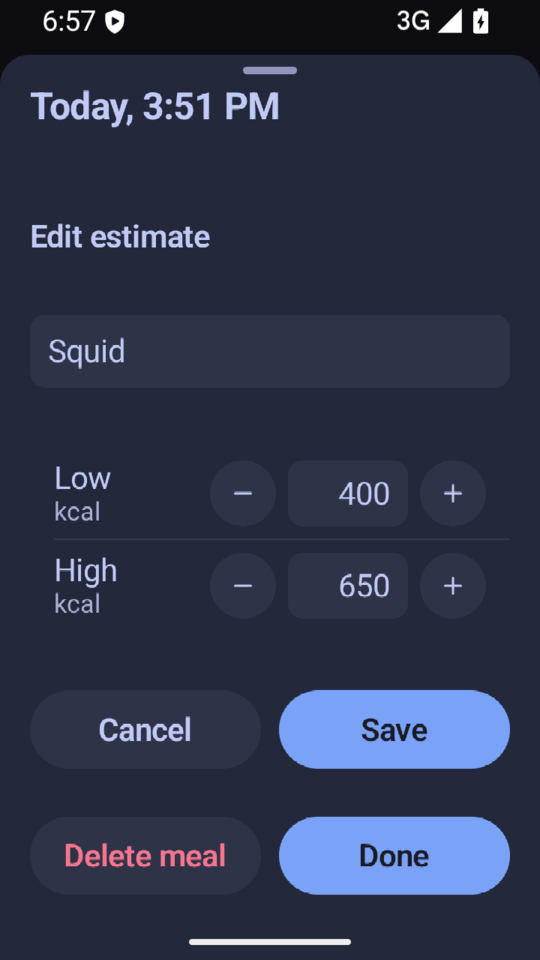 6:57
3G
Today, 3:51 PM
Edit estimate
Squid
Low
kcal
−
400
+
High
kcal
−
650
+
Cancel
Save
Delete meal
Done